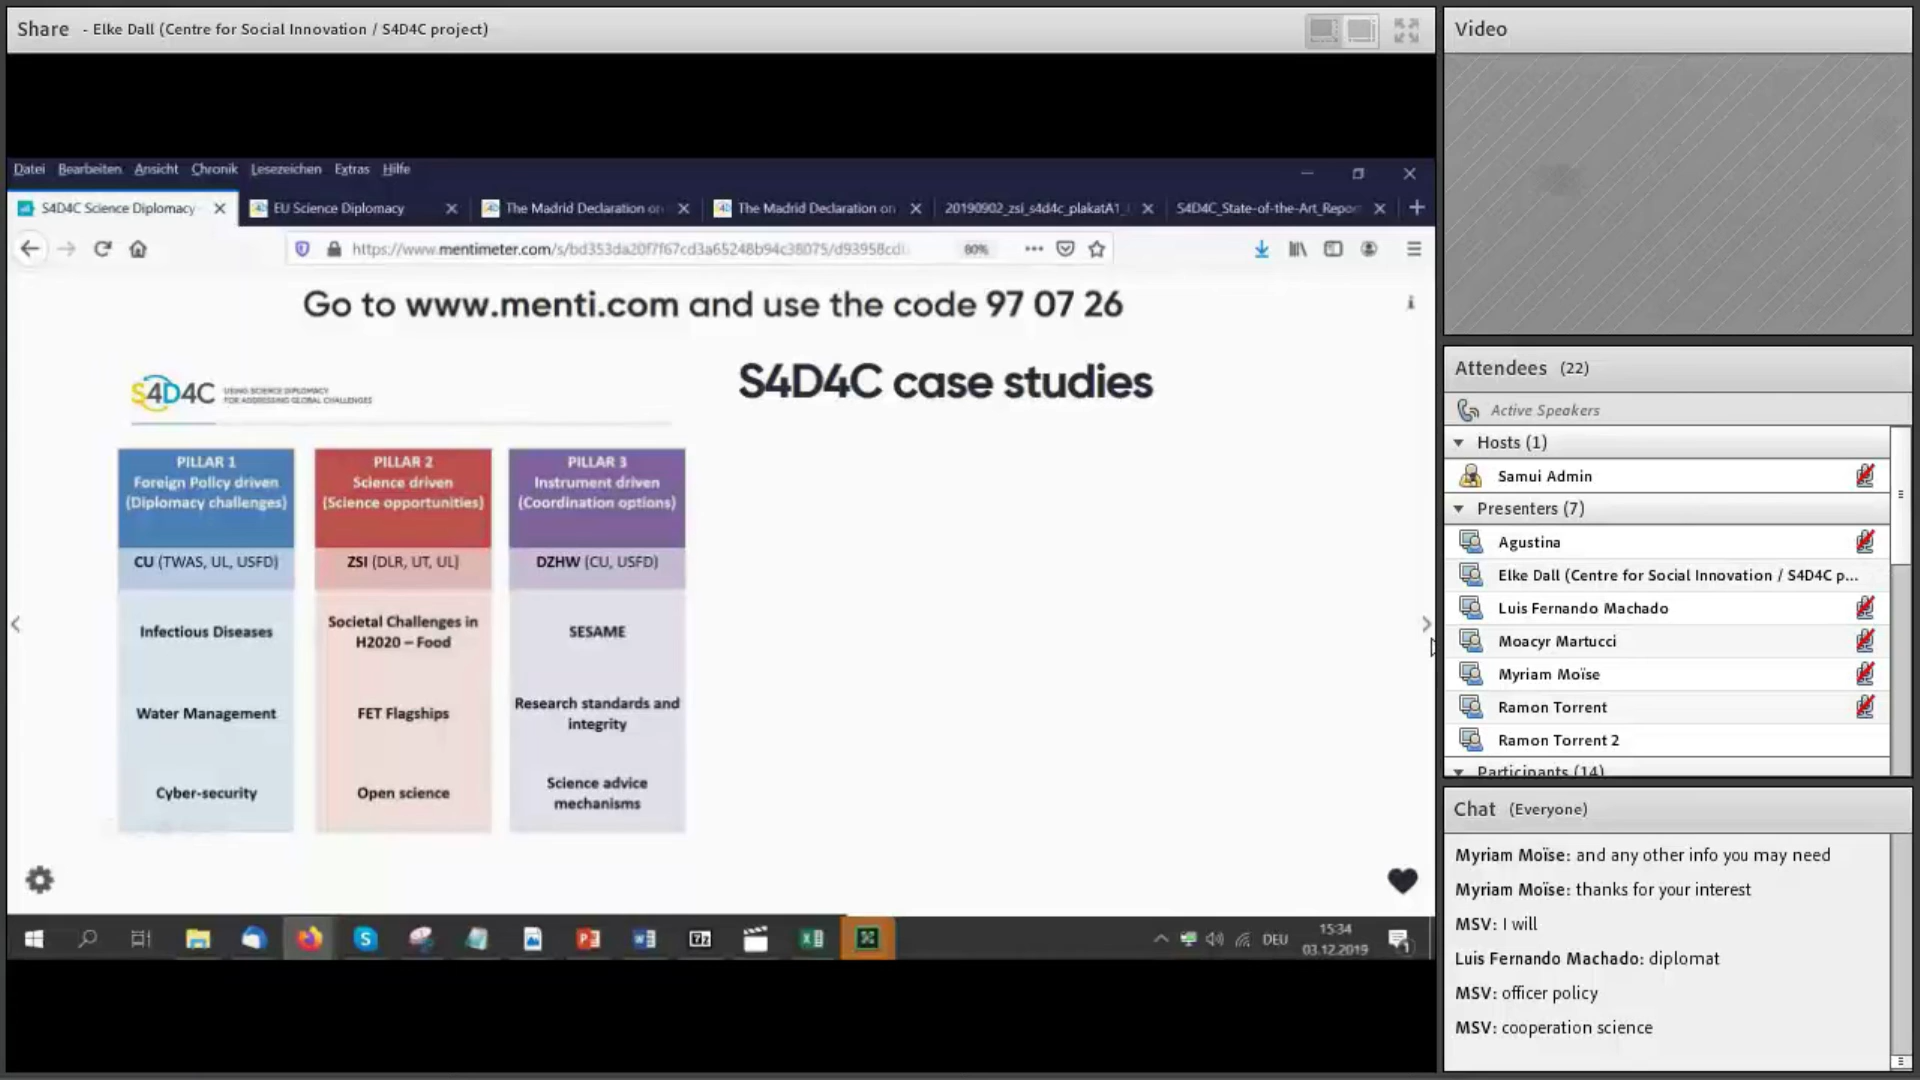 Share - Elke Dall (Centre for Social Innovation / S4D4C project)
Datei Bearbeiten Ansicht Chronik Lesezeichen Extras Hilfe
S4D4C Science Diplomacy
EU Science Diplomacy
The Madrid Declaration on
The Madrid Declaration on
20190902_zsi_s4d4c_plakatA1_
S4D4C_State-of-the-Art_Repor
https://www.mentimeter.com/s/bd353da20f7f67cd3a65248b94c38075/d93958cd
80%
Go to www.menti.com and use the code 97 07 26
S4D4C USING SCIENCE DIPLOMACY
FOR ADDRESSING GLOBAL CHALLENGES
S4D4C case studies
PILLAR 1
Foreign Policy driven
(Diplomacy challenges)
CU (TWAS, UL, USFD)
Infectious Diseases
Water Management
Cyber-security
PILLAR 2
Science driven
(Science opportunities)
ZSI (DLR, UT, UL)
Societal Challenges in
H2020 – Food
FET Flagships
Open science
PILLAR 3
Instrument driven
(Coordination options)
DZHW (CU, USFD)
SESAME
Research standards and
integrity
Science advice
mechanisms
DEU
15:34
03.12.2019
Video
Attendees (22)
Active Speakers
Hosts (1)
Samui Admin
Presenters (7)
Agustina
Elke Dall (Centre for Social Innovation / S4D4C p...
Luis Fernando Machado
Moacyr Martucci
Myriam Moïse
Ramon Torrent
Ramon Torrent 2
Participants (14)
Chat (Everyone)
Myriam Moïse: and any other info you may need
Myriam Moïse: thanks for your interest
MSV: I will
Luis Fernando Machado: diplomat
MSV: officer policy
MSV: cooperation science